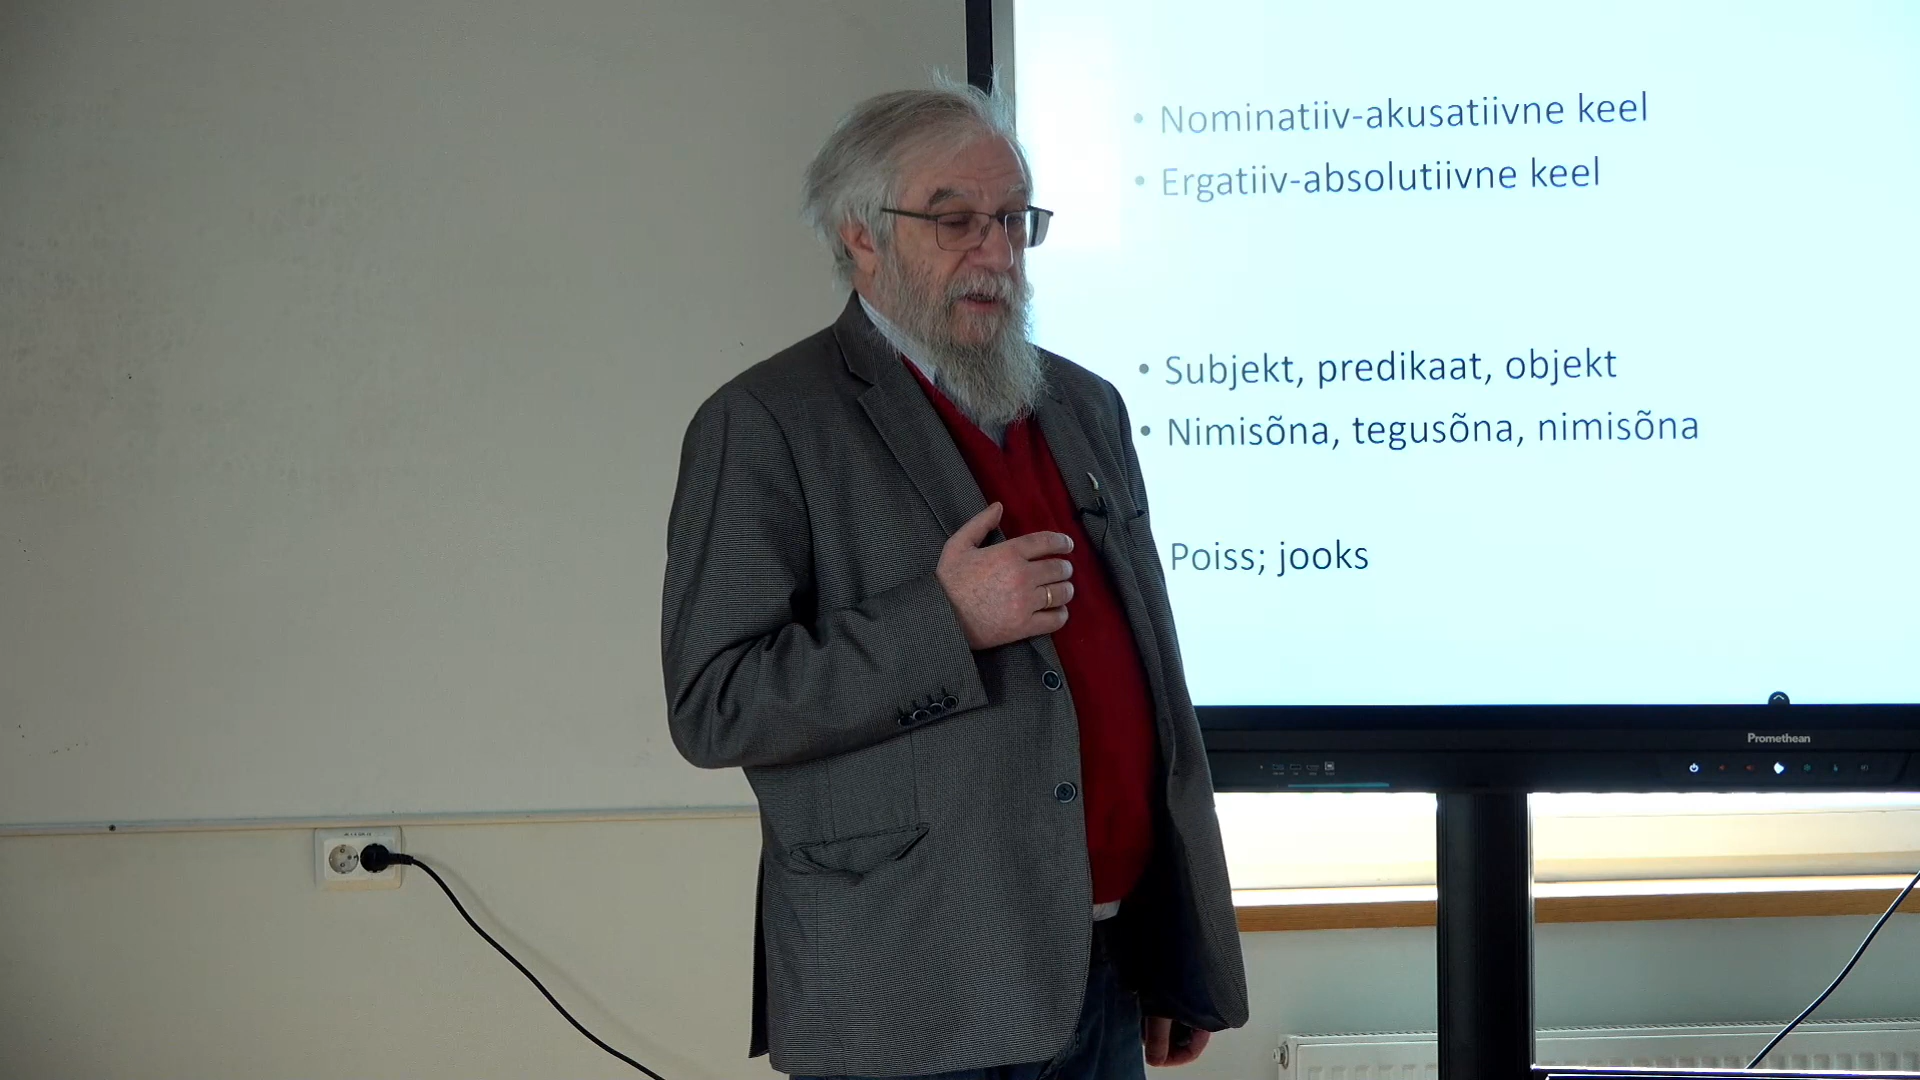 • Nominatiiv-akusatiivne keel
• Ergatiiv-absolutiivne keel
• Subjekt, predikaat, objekt
• Nimisõna, tegusõna, nimisõna
Poiss; jooks
Promethean